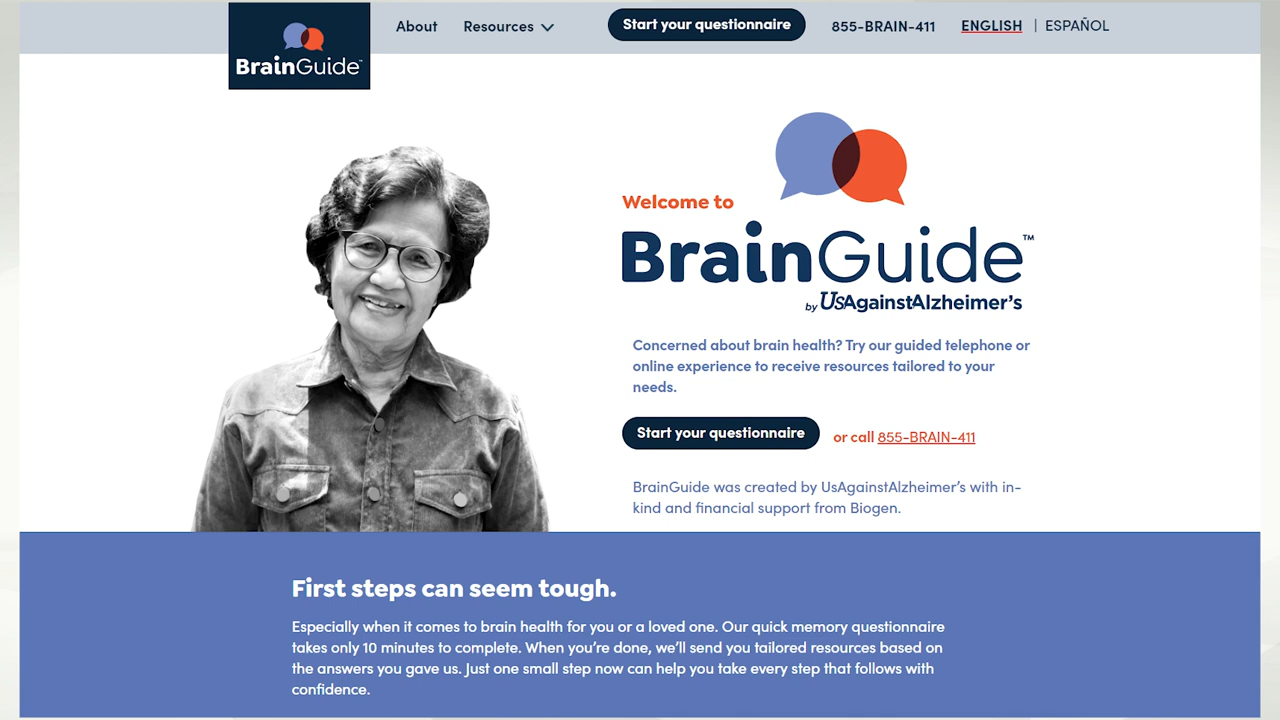 About
Resources
Start your questionnaire
855-BRAIN-411
ENGLISH | ESPAÑOL
BrainGuide™
Welcome to
BrainGuide™
by UsAgainstAlzheimer's
Concerned about brain health? Try our guided telephone or
online experience to receive resources tailored to your
needs.
Start your questionnaire
or call 855-BRAIN-411
BrainGuide was created by UsAgainstAlzheimer's with in-
kind and financial support from Biogen.
First steps can seem tough.
Especially when it comes to brain health for you or a loved one. Our quick memory questionnaire
takes only 10 minutes to complete. When you're done, we'll send you tailored resources based on
the answers you gave us. Just one small step now can help you take every step that follows with
confidence.